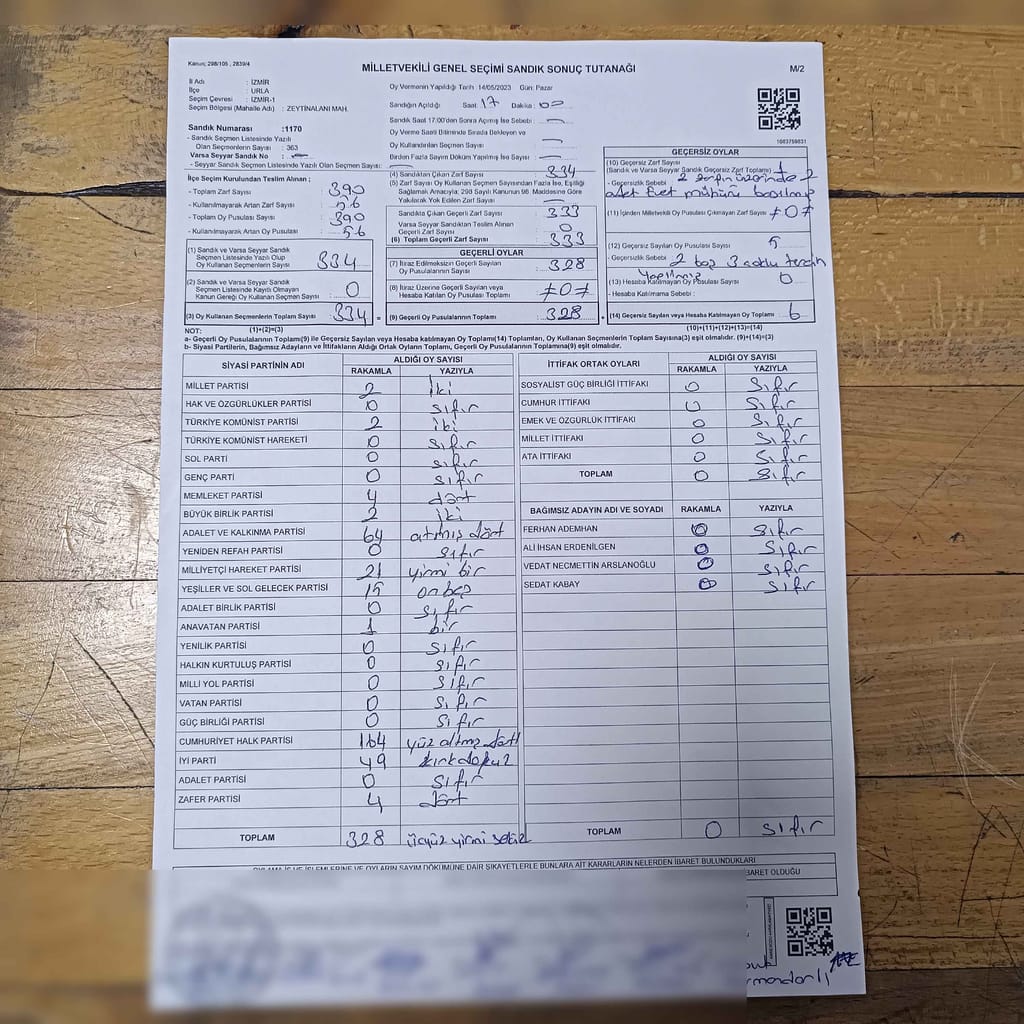 Kanun; 298/105 , 2839/4
MİLLETVEKİLİ GENEL SEÇİMİ SANDIK SONUÇ TUTANAĞI
M/2
İl Adı : İZMİR
İlçe : URLA
Seçim Çevresi : İZMİR-1
Seçim Bölgesi (Mahalle Adı) : ZEYTİNALANI MAH.
Sandık Numarası :1170
- Sandık Seçmen Listesinde Yazılı
Olan Seçmenlerin Sayısı : 363
Varsa Seyyar Sandık No : —
- Seyyar Sandık Seçmen Listesinde Yazılı Olan Seçmen Sayısı:
İlçe Seçim Kurulundan Teslim Alınan ;
- Toplam Zarf Sayısı : 390
- Kullanılmayarak Artan Zarf Sayısı : 56
- Toplam Oy Pusulası Sayısı : 390
- Kullanılmayarak Artan Oy Pusulası Sayısı : 56
(1) Sandık ve Varsa Seyyar Sandık
Seçmen Listesinde Yazılı Olup
Oy Kullanan Seçmenlerin Sayısı : 334
(2) Sandık ve Varsa Seyyar Sandık
Seçmen Listesinde Kayıtlı Olmayan
Kanun Gereği Oy Kullanan Seçmen Sayısı : 0
(3) Oy Kullanan Seçmenlerin Toplam Sayısı : 334 =
Oy Vermenin Yapıldığı Tarih 14/05/2023 Gün: Pazar
Sandığın Açıldığı Saat: 17 Dakika : 00
Sandık Saat 17:00'den Sonra Açılmış İse Sebebi : —
Oy Verme Saati Bitiminde Sırada Bekleyen ve
Oy Kullandırılan Seçmen Sayısı : —
Birden Fazla Sayım Döküm Yapılmış İse Sayısı : —
(4) Sandıktan Çıkan Zarf Sayısı : 334
(5) Zarf Sayısı Oy Kullanan Seçmen Sayısından Fazla İse, Eşitliği
Sağlamak Amacıyla; 298 Sayılı Kanunun 98. Maddesine Göre
Yakılarak Yok Edilen Zarf Sayısı : —
Sandıkta Çıkan Geçerli Zarf Sayısı : 333
Varsa Seyyar Sandıktan Teslim Alınan
Geçerli Zarf Sayısı : 0
(6) Toplam Geçerli Zarf Sayısı : 333
GEÇERLİ OYLAR
(7) İtiraz Edilmeksizin Geçerli Sayılan
Oy Pusulalarının Sayısı : 328
(8) İtiraz Üzerine Geçerli Sayılan veya
Hesaba Katılan Oy Pusulası Toplamı : ≠0≠
(9) Geçerli Oy Pusulalarının Toplamı : 328 +
1083759831
GEÇERSİZ OYLAR
(10) Geçersiz Zarf Sayısı
(Sandık ve Varsa Seyyar Sandık Geçersiz Zarf Toplamı) : 1
- Geçersizlik Sebebi : 2 zarfın üzerinde 2
adet Evet mühürü basılmış
(11) İçinden Milletvekili Oy Pusulası Çıkmayan Zarf Sayısı : ≠0≠
(12) Geçersiz Sayılan Oy Pusulası Sayısı : 5
- Geçersizlik Sebebi : 2 boş 3 çoklu tercih
Yapılmış
(13) Hesaba Katılmayan Oy Pusulası Sayısı : 0
- Hesaba Katılmama Sebebi :
(14) Geçersiz Sayılan veya Hesaba Katılmayan Oy Toplamı : 6
NOT: (1)+(2)=(3) (10)+(11)+(12)+(13)=(14)
a- Geçerli Oy Pusulalarının Toplamı(9) ile Geçersiz Sayılan veya Hesaba katılmayan Oy Toplamı(14) Toplamları, Oy Kullanan Seçmenlerin Toplam Sayısına(3) eşit olmalıdır. (9)+(14)=(3)
b- Siyasi Partilerin, Bağımsız Adayların ve İttifakların Aldığı Ortak Oyların Toplamı, Geçerli Oy Pusulalarının Toplamına(9) eşit olmalıdır.
SİYASİ PARTİNİN ADI ALDIĞI OY SAYISI
RAKAMLA YAZIYLA
MİLLET PARTİSİ 2 iki
HAK VE ÖZGÜRLÜKLER PARTİSİ 0 sıfır
TÜRKİYE KOMÜNİST PARTİSİ 2 iki
TÜRKİYE KOMÜNİST HAREKETİ 0 sıfır
SOL PARTİ 0 sıfır
GENÇ PARTİ 0 sıfır
MEMLEKET PARTİSİ 4 dört
BÜYÜK BİRLİK PARTİSİ 2 iki
ADALET VE KALKINMA PARTİSİ 64 atmış dört
YENİDEN REFAH PARTİSİ 0 sıfır
MİLLİYETÇİ HAREKET PARTİSİ 21 yirmi bir
YEŞİLLER VE SOL GELECEK PARTİSİ 15 onbeş
ADALET BİRLİK PARTİSİ 0 sıfır
ANAVATAN PARTİSİ 1 bir
YENİLİK PARTİSİ 0 sıfır
HALKIN KURTULUŞ PARTİSİ 0 sıfır
MİLLİ YOL PARTİSİ 0 sıfır
VATAN PARTİSİ 0 sıfır
GÜÇ BİRLİĞİ PARTİSİ 0 sıfır
CUMHURİYET HALK PARTİSİ 164 yüz altmış dört
İYİ PARTİ 49 kırkdokuz
ADALET PARTİSİ 0 sıfır
ZAFER PARTİSİ 4 dört
TOPLAM 328 üçyüz yirmi sekiz
İTTİFAK ORTAK OYLARI ALDIĞI OY SAYISI
RAKAMLA YAZIYLA
SOSYALİST GÜÇ BİRLİĞİ İTTİFAKI 0 sıfır
CUMHUR İTTİFAKI 0 sıfır
EMEK VE ÖZGÜRLÜK İTTİFAKI 0 sıfır
MİLLET İTTİFAKI 0 sıfır
ATA İTTİFAKI 0 sıfır
TOPLAM 0 sıfır
BAĞIMSIZ ADAYIN ADI VE SOYADI RAKAMLA YAZIYLA
FERHAN ADEMHAN 0 sıfır
ALİ İHSAN ERDENİLGEN 0 sıfır
VEDAT NECMETTİN ARSLANOĞLU 0 sıfır
SEDAT KABAY 0 sıfır
TOPLAM 0 sıfır
OYLAMA İŞ VE İŞLEMLERİNE VE OYLARIN SAYIM DÖKÜMÜNE DAİR ŞİKAYETLERLE BUNLARA AİT KARARLARIN NELERDEN İBARET BULUNDUKLARI
BARET OLDUĞU